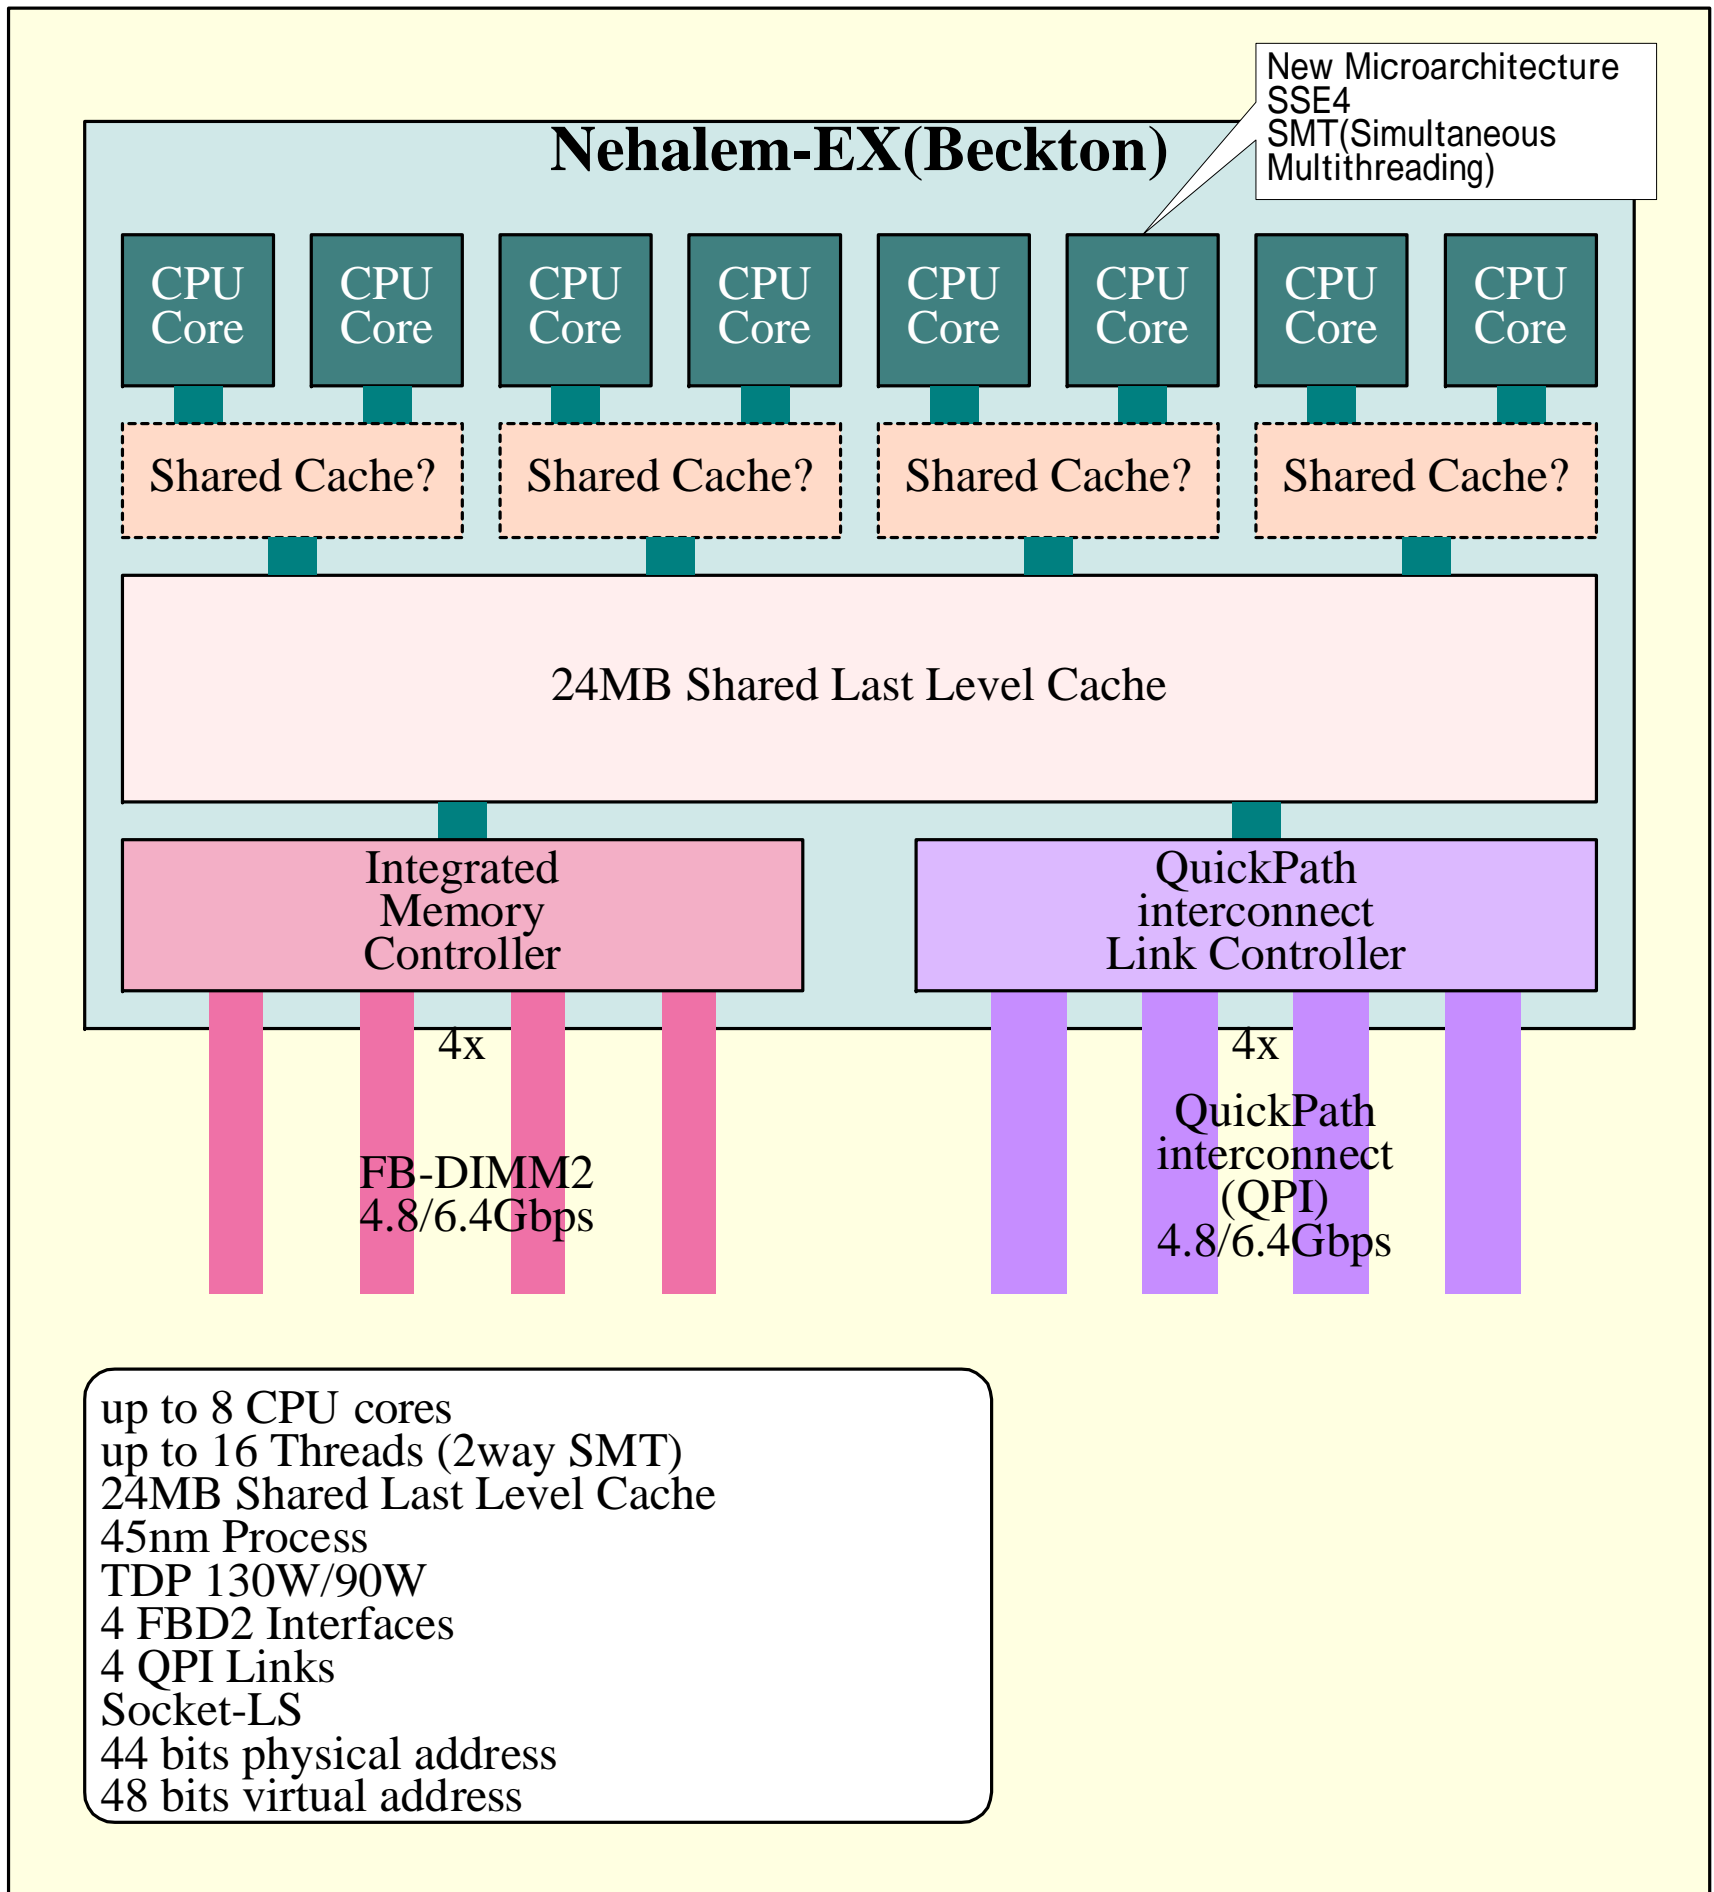 New Microarchitecture
SSE4
SMT(Simultaneous
Multithreading)
Nehalem-EX(Beckton)
CPU
Core
CPU
Core
CPU
Core
CPU
Core
CPU
Core
CPU
Core
CPU
Core
CPU
Core
Shared Cache?
Shared Cache?
Shared Cache?
Shared Cache?
24MB Shared Last Level Cache
Integrated
Memory
Controller
QuickPath
interconnect
Link Controller
4x
4x
FB-DIMM2
4.8/6.4Gbps
QuickPath
interconnect
(QPI)
4.8/6.4Gbps
up to 8 CPU cores
up to 16 Threads (2way SMT)
24MB Shared Last Level Cache
45nm Process
TDP 130W/90W
4 FBD2 Interfaces
4 QPI Links
Socket-LS
44 bits physical address
48 bits virtual address